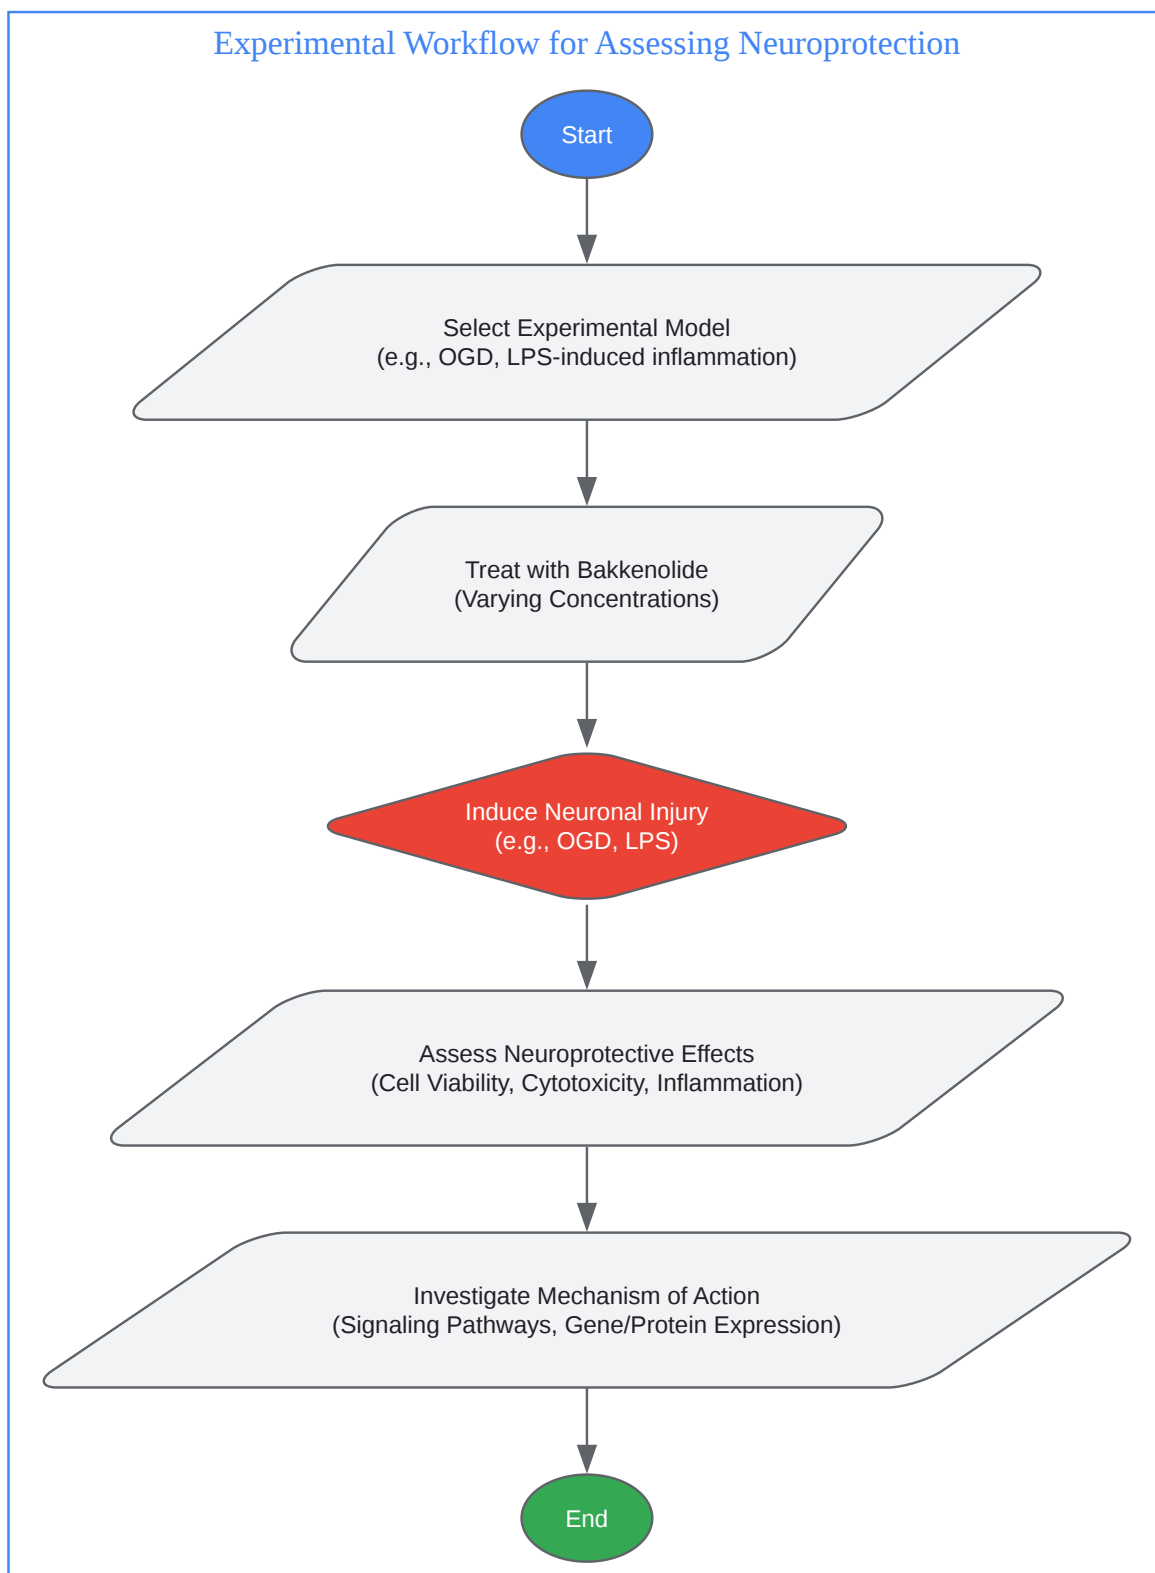 Experimental Workflow for Assessing Neuroprotection
Start
Select Experimental Model
(e.g., OGD, LPS-induced inflammation)
Treat with Bakkenolide
(Varying Concentrations)
Induce Neuronal Injury
(e.g., OGD, LPS)
Assess Neuroprotective Effects
(Cell Viability, Cytotoxicity, Inflammation)
Investigate Mechanism of Action
(Signaling Pathways, Gene/Protein Expression)
End